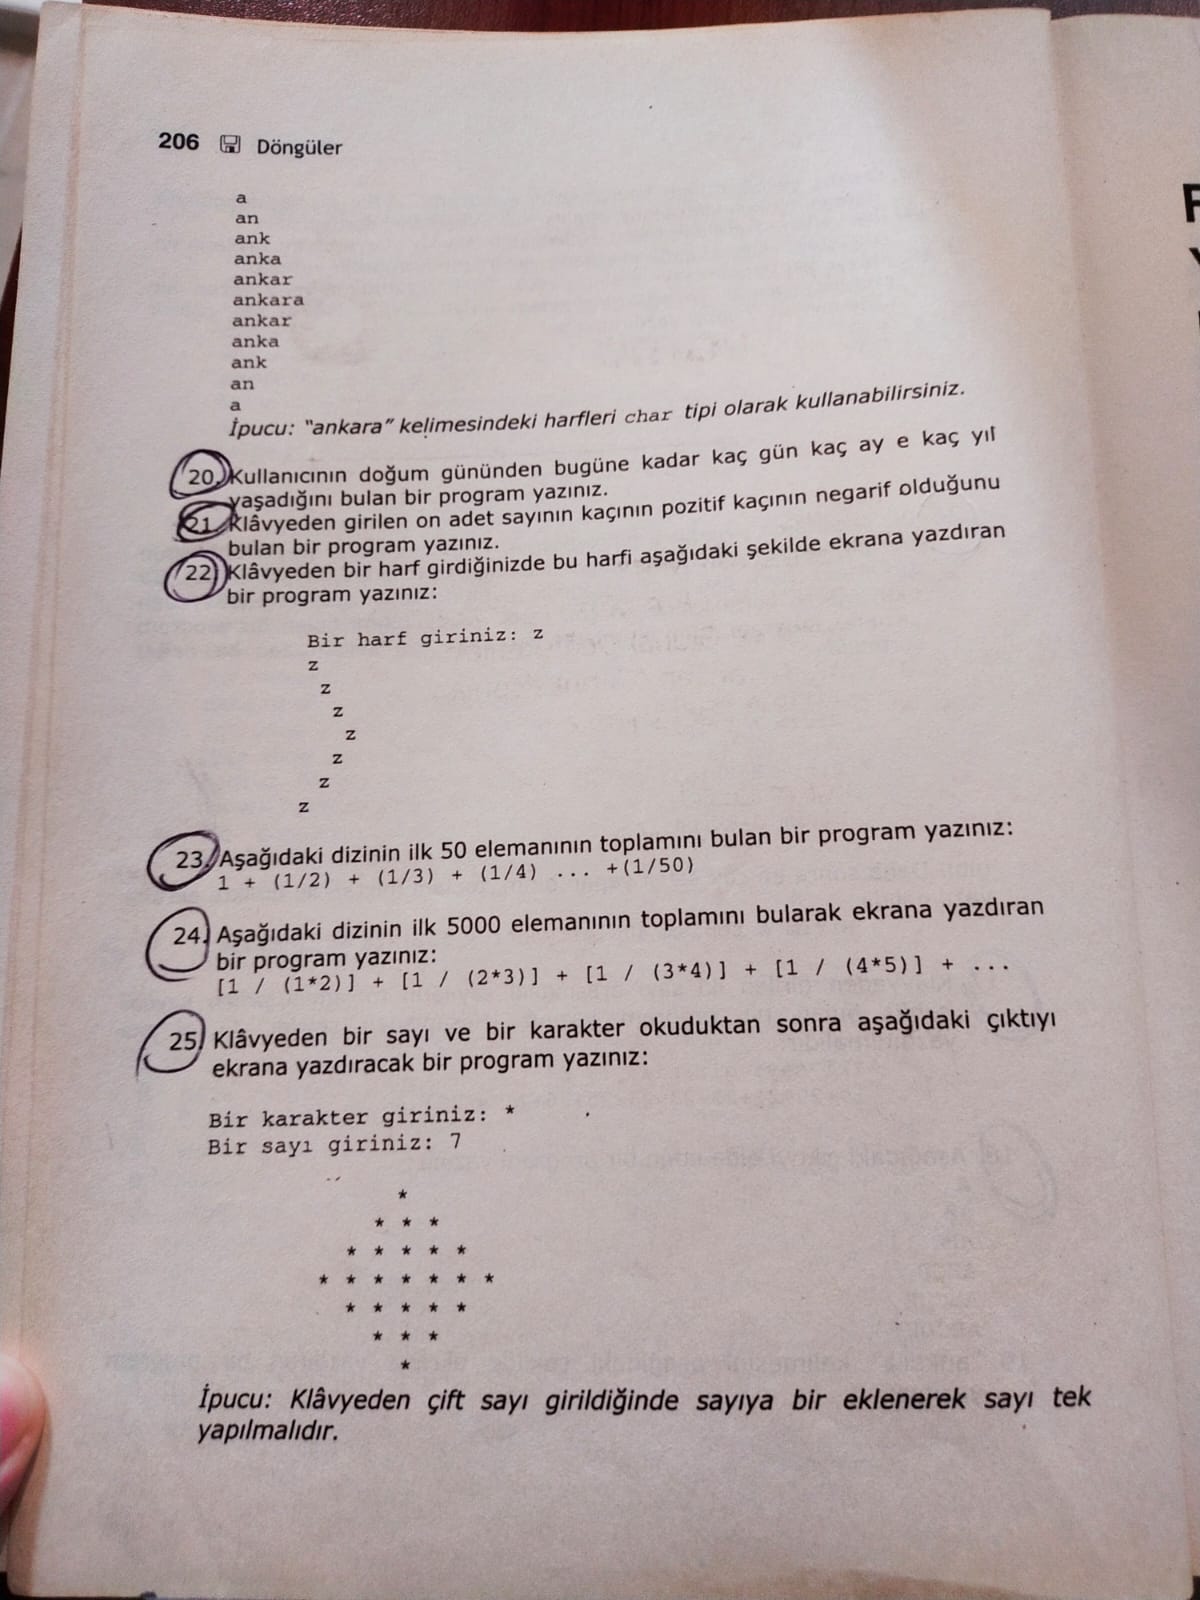 206 Döngüler
a
an
ank
anka
ankar
ankara
ankar
anka
ank
an
a
İpucu: "ankara" kelimesindeki harfleri char tipi olarak kullanabilirsiniz.
20. Kullanıcının doğum gününden bugüne kadar kaç gün kaç ay e kaç yıl
yaşadığını bulan bir program yazınız.
21. Klâvyeden girilen on adet sayının kaçının pozitif kaçının negarif olduğunu
bulan bir program yazınız.
22. Klâvyeden bir harf girdiğinizde bu harfi aşağıdaki şekilde ekrana yazdıran
bir program yazınız:
Bir harf giriniz: z
z
z
z
z
z
z
z
23. Aşağıdaki dizinin ilk 50 elemanının toplamını bulan bir program yazınız:
1 + (1/2) + (1/3) + (1/4) ... +(1/50)
24. Aşağıdaki dizinin ilk 5000 elemanının toplamını bularak ekrana yazdıran
bir program yazınız:
[1 / (1*2)] + [1 / (2*3)] + [1 / (3*4)] + [1 / (4*5)] + ...
25. Klâvyeden bir sayı ve bir karakter okuduktan sonra aşağıdaki çıktıyı
ekrana yazdıracak bir program yazınız:
Bir karakter giriniz: *
Bir sayı giriniz: 7
*
* * *
* * * * *
* * * * * * *
* * * * *
* * *
*
İpucu: Klâvyeden çift sayı girildiğinde sayıya bir eklenerek sayı tek
yapılmalıdır.